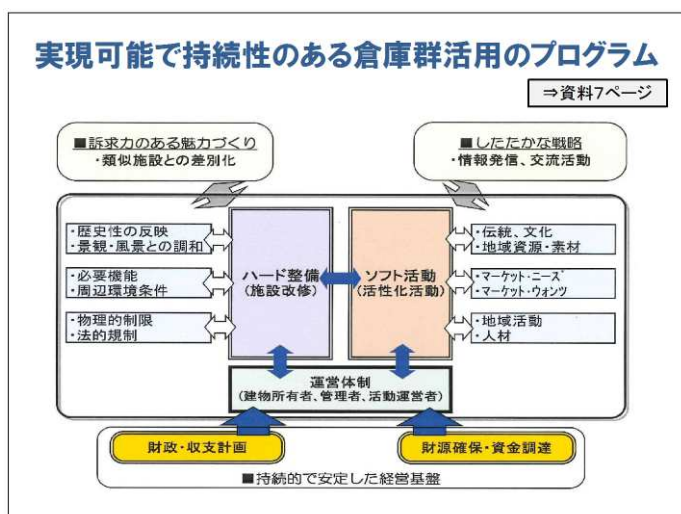 実現可能で持続性のある倉庫群活用のプログラム
⇒資料7ページ
■訴求力のある魅力づくり
・類似施設との差別化
■したたかな戦略
・情報発信、交流活動
・歴史性の反映
・景観・風景との調和
・必要機能
・周辺環境条件
・物理的制限
・法的規制
ハード整備
(施設改修)
ソフト活動
(活性化活動)
・伝統、文化
・地域資源・素材
・マーケット・ニーズ
・マーケット・ウォンツ
・地域活動
・人材
運営体制
(建物所有者、管理者、活動運営者)
財政・収支計画
財源確保・資金調達
■持続的で安定した経営基盤